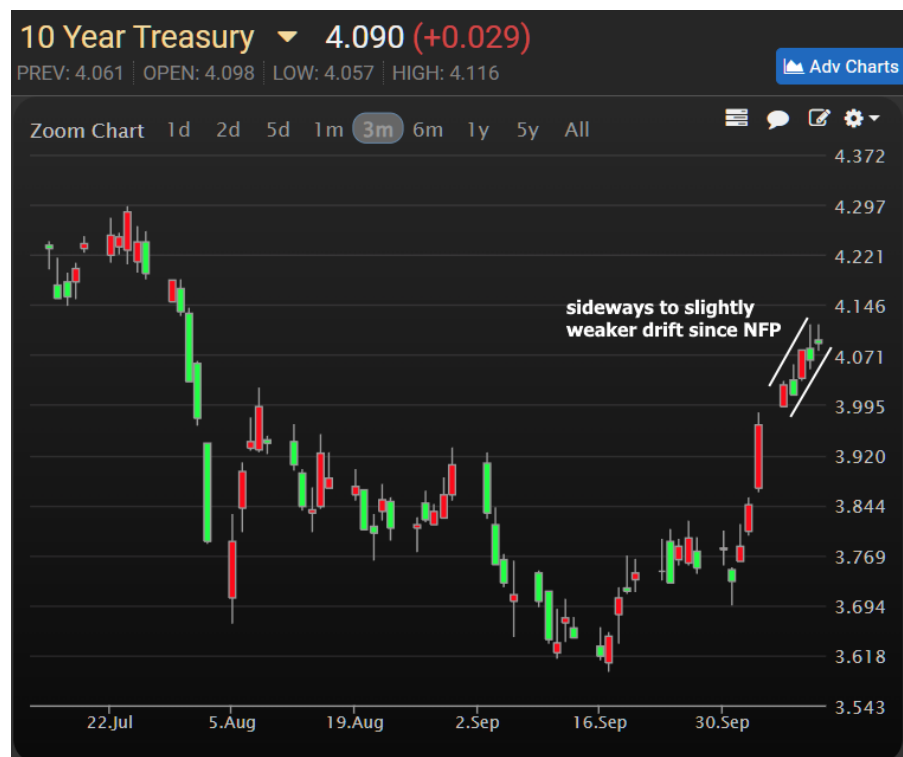 10 Year Treasury 4.090 (+0.029)
PREV: 4.061 OPEN: 4.098 LOW: 4.057 HIGH: 4.116
Adv Charts
Zoom Chart 1d 2d 5d 1m 3m 6m 1y 5y All
4.372
4.297
4.221
sideways to slightly
4.146
weaker drift since NFP
4.071
3.995
3.920
3.844
3.769
3.694
3.618
3.543
22.Jul 5.Aug 19.Aug 2.Sep 16.Sep 30.Sep